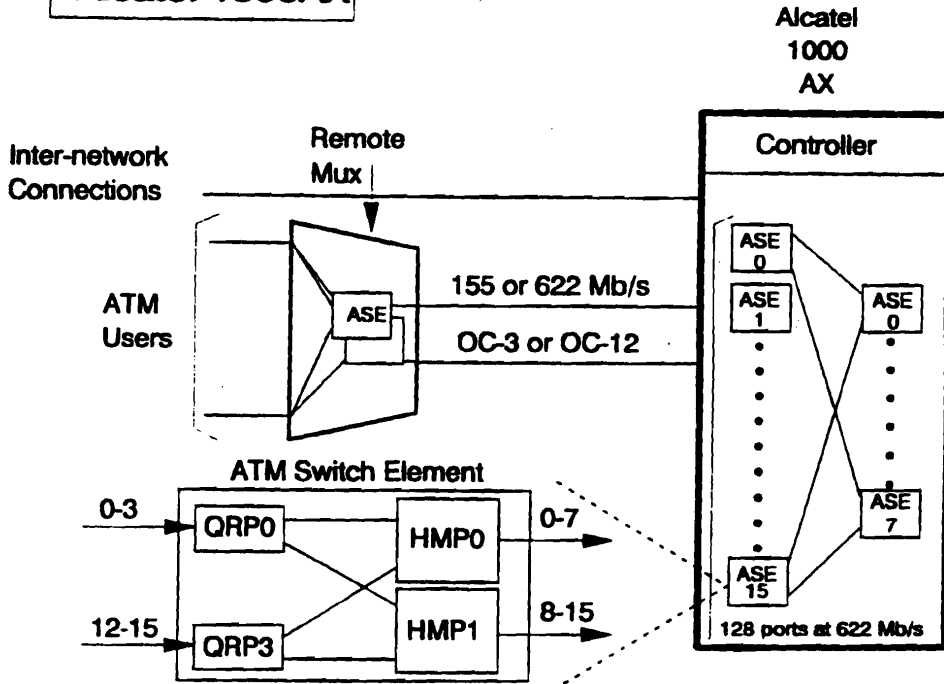 Alcatel
1000
AX
Controller
Inter-network
Connections
Remote
Mux
ATM
Users
ASE
155 or 622 Mb/s
OC-3 or OC-12
ASE
0
ASE
1
ASE
0
ASE
7
ASE
15
128 ports at 622 Mb/s
ATM Switch Element
0-3
QRP0
HMP0
0-7
12-15
QRP3
HMP1
8-15